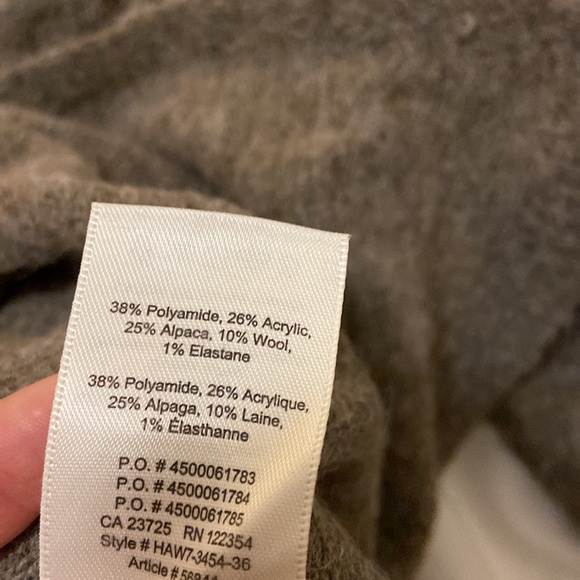 38% Polyamide, 26% Acrylic,
25% Alpaca, 10% Wool,
1% Elastane
38% Polyamide, 26% Acrylique,
25% Alpaga, 10% Laine,
1% Élasthanne
P.O. # 4500061783
P.O. # 4500061784
P.O. # 4500061785
CA 23725 RN 122354
Style # HAW7-3454-36
Article #